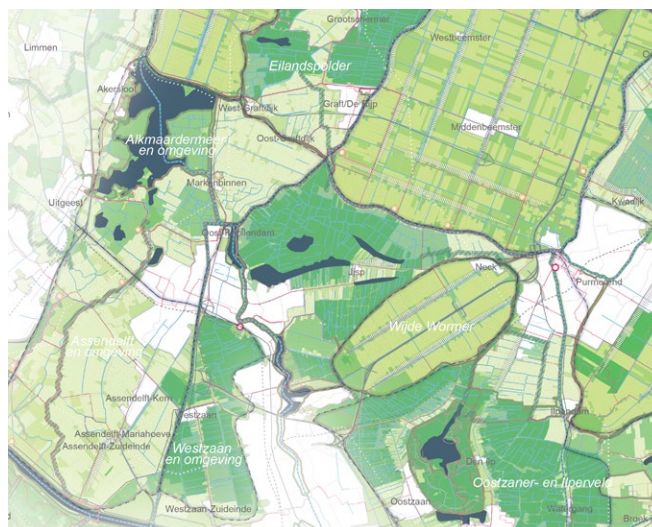 Grootschermer
Limmen
Westbeemster
Eilandspolder
Akersloot
West-Graftdijk
Graft/De Rijp
Middenbeemster
Alkmaardermeer
en omgeving
Oost-Graftdijk
Markenbinnen
Uitgeest
Kwadijk
Oost-Knollendam
Jisp
Neck
Purmerend
Wijde Wormer
Assendelft
en omgeving
Assendelft-Kern
Westzaan
Ilpendam
Assendelft-Mariahoeve
Assendelft-Zuideinde
Westzaan
en omgeving
Den Ilp
Oostzaner- en Ilperveld
Oostzaan
Westzaan-Zuideinde
Watergang